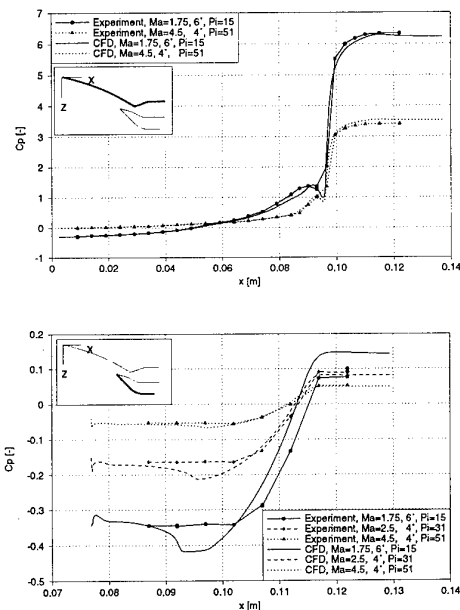 Experiment, Ma=1.75, 6°, Pi=15
Experiment, Ma=4.5, 4°, Pi=51
CFD, Ma=1.75, 6°, Pi=15
CFD, Ma=4.5, 4°, Pi=51
X
Z
Cp [-]
7
6
5
4
3
2
1
0
-1
0 0.02 0.04 0.06 0.08 0.10 0.12 0.14
x [m]
0.2
0.1
0
-0.1
-0.2
-0.3
-0.4
-0.5
Cp [-]
X
Z
Experiment, Ma=1.75, 6°, Pi=15
Experiment, Ma=2.5, 4°, Pi=31
Experiment, Ma=4.5, 4°, Pi=51
CFD, Ma=1.75, 6°, Pi=15
CFD, Ma=2.5, 4°, Pi=31
CFD, Ma=4.5, 4°, Pi=51
0.07 0.08 0.09 0.10 0.11 0.12 0.13 0.14
x [m]